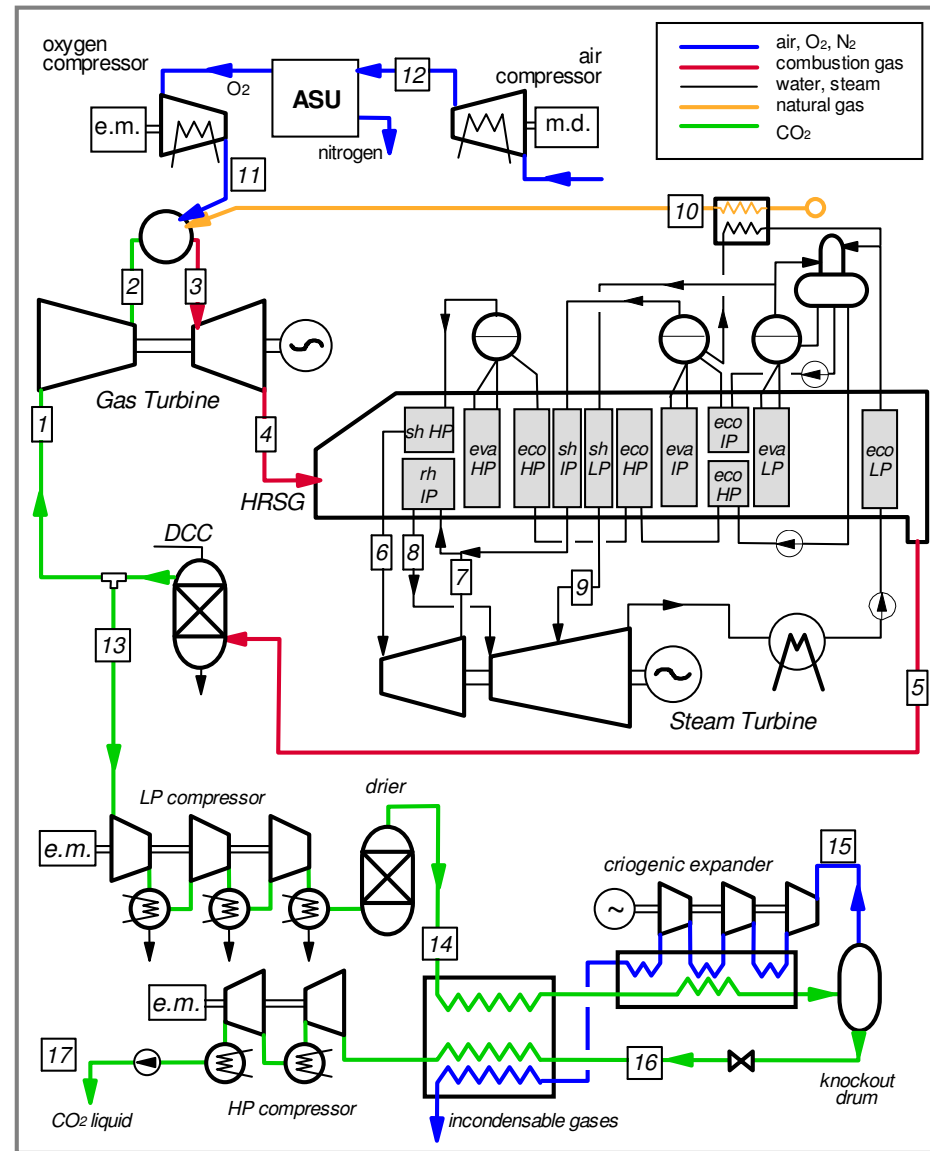 oxygen
compressor
O2
ASU
12
air
compressor
e.m.
nitrogen
m.d.
air, O2, N2
combustion gas
water, steam
natural gas
CO2
11
10
2
3
Gas Turbine
1
4
HRSG
sh HP
rh
IP
eva
HP
eco
HP
sh
IP
sh
LP
eco
HP
eva
IP
eco
IP
eco
HP
eva
LP
eco
LP
6
8
7
9
DCC
13
5
Steam Turbine
LP compressor
drier
e.m.
criogenic expander
15
14
~
e.m.
17
16
CO2 liquid
HP compressor
incondensable gases
knockout
drum